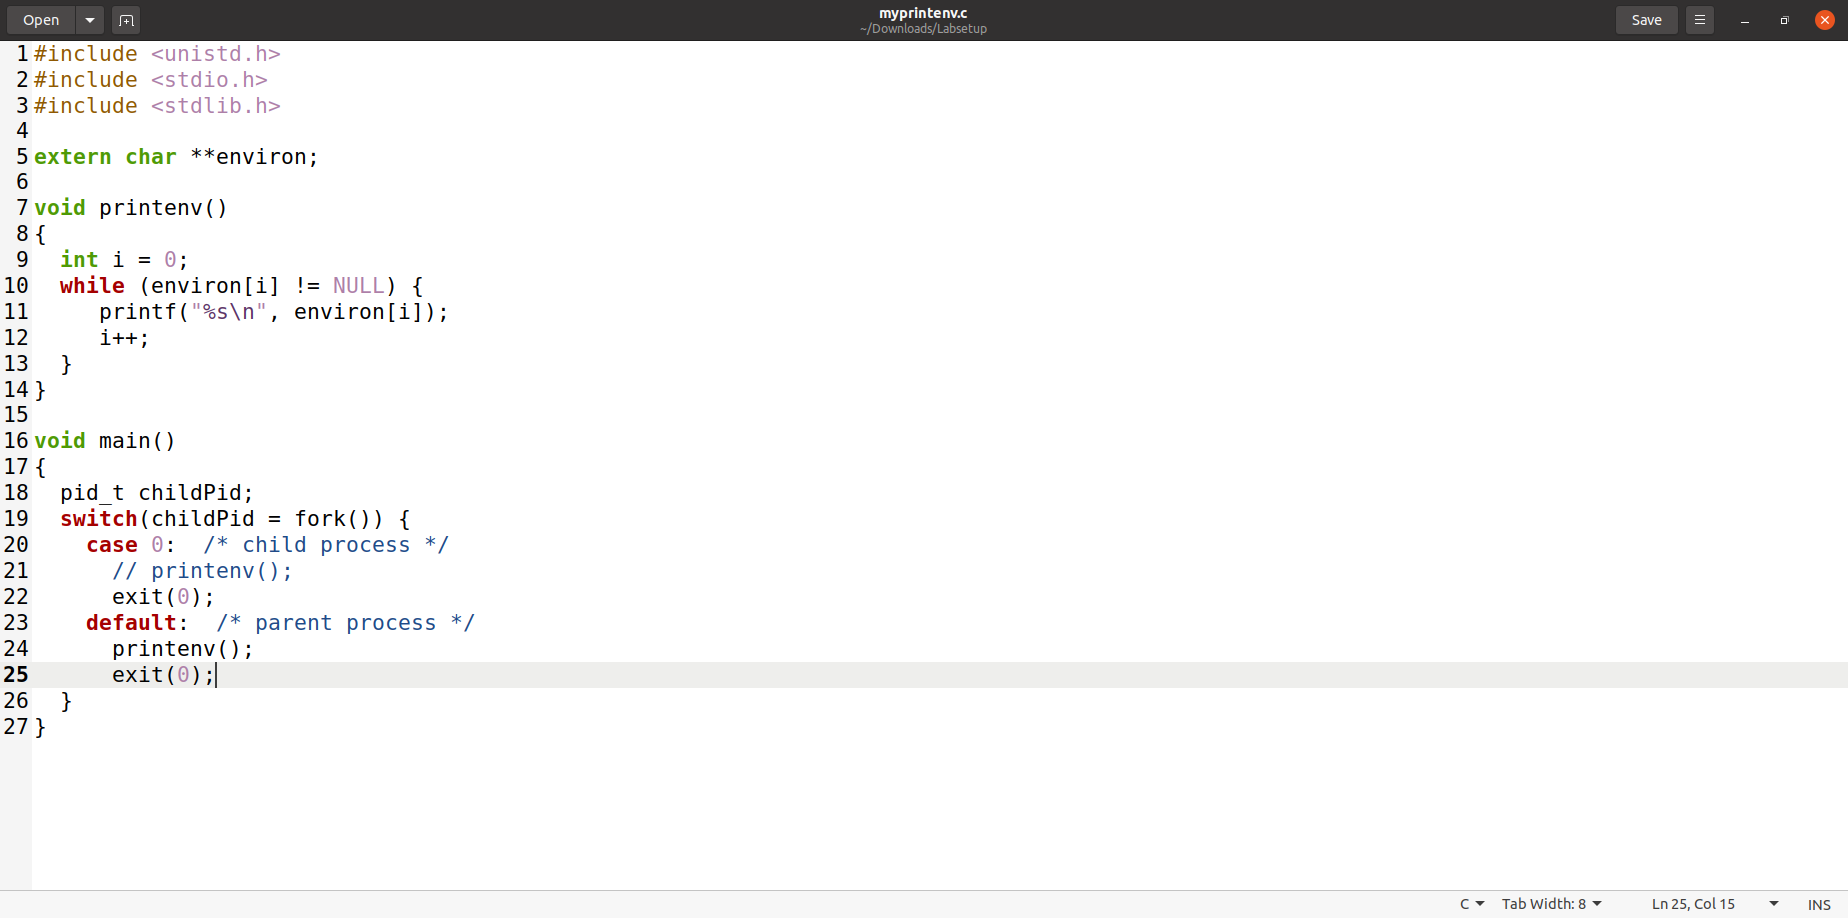 Open
myprintenv.c
~/Downloads/Labsetup
Save
1 #include <unistd.h>
2 #include <stdio.h>
3 #include <stdlib.h>
4
5 extern char **environ;
6
7 void printenv()
8 {
9   int i = 0;
10   while (environ[i] != NULL) {
11      printf("%s\n", environ[i]);
12      i++;
13   }
14 }
15
16 void main()
17 {
18   pid_t childPid;
19   switch(childPid = fork()) {
20     case 0:  /* child process */
21       // printenv();
22       exit(0);
23     default:  /* parent process */
24       printenv();
25       exit(0);
26   }
27 }
C Tab Width: 8 Ln 25, Col 15 INS